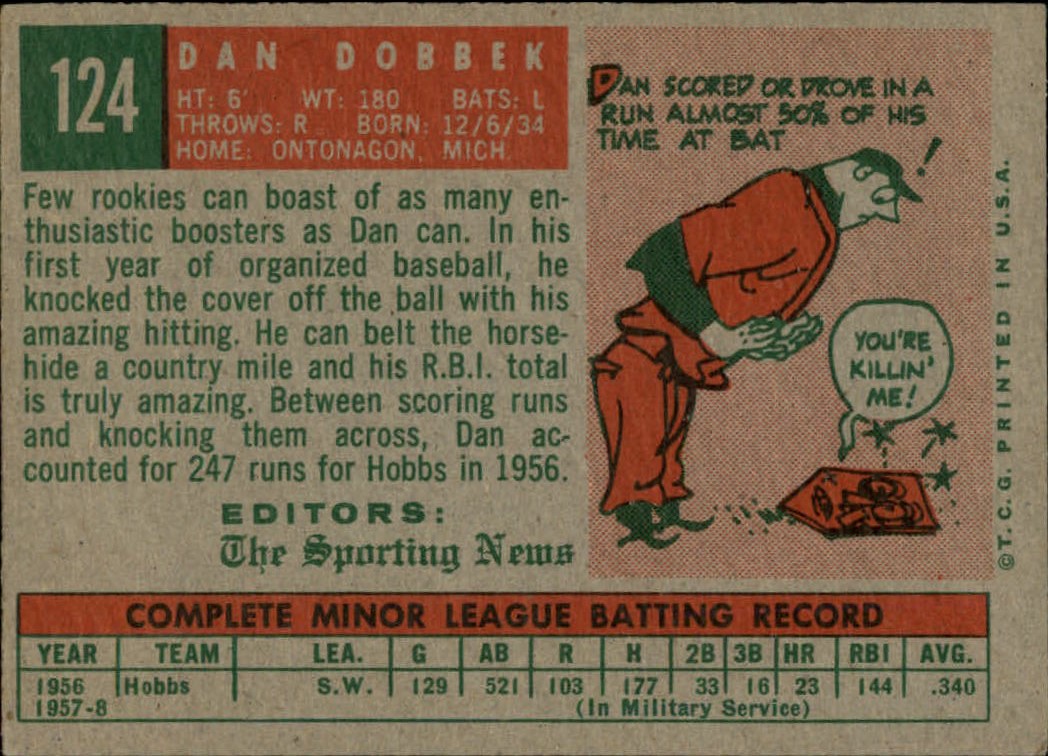 124
DAN DOBBEK
HT: 6' WT: 180 BATS: L
THROWS: R BORN: 12/6/34
HOME: ONTONAGON, MICH.
Few rookies can boast of as many en-
thusiastic boosters as Dan can. In his
first year of organized baseball, he
knocked the cover off the ball with his
amazing hitting. He can belt the horse-
hide a country mile and his R.B.I. total
is truly amazing. Between scoring runs
and knocking them across, Dan ac-
counted for 247 runs for Hobbs in 1956.
EDITORS:
The Sporting News
DAN SCORED OR DROVE IN A
RUN ALMOST 50% OF HIS
TIME AT BAT
!
YOU'RE
KILLIN'
ME!
©T.C.G. PRINTED IN U.S.A.
COMPLETE MINOR LEAGUE BATTING RECORD
YEAR TEAM LEA. G AB R H 2B 3B HR RBI AVG.
1956 Hobbs S.W. 129 521 103 177 33 16 23 144 .340
1957-8 (In Military Service)